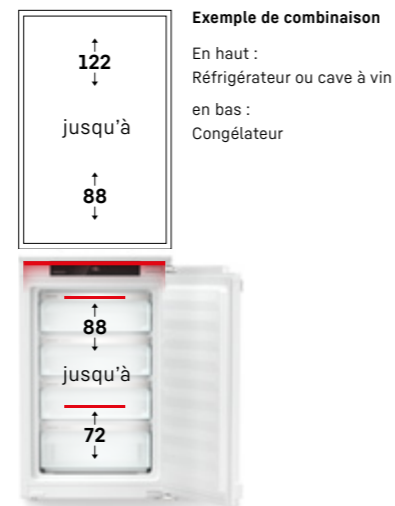 Exemple de combinaison
En haut :
Réfrigérateur ou cave à vin
en bas :
Congélateur
122
jusqu'à
88
88
jusqu'à
72